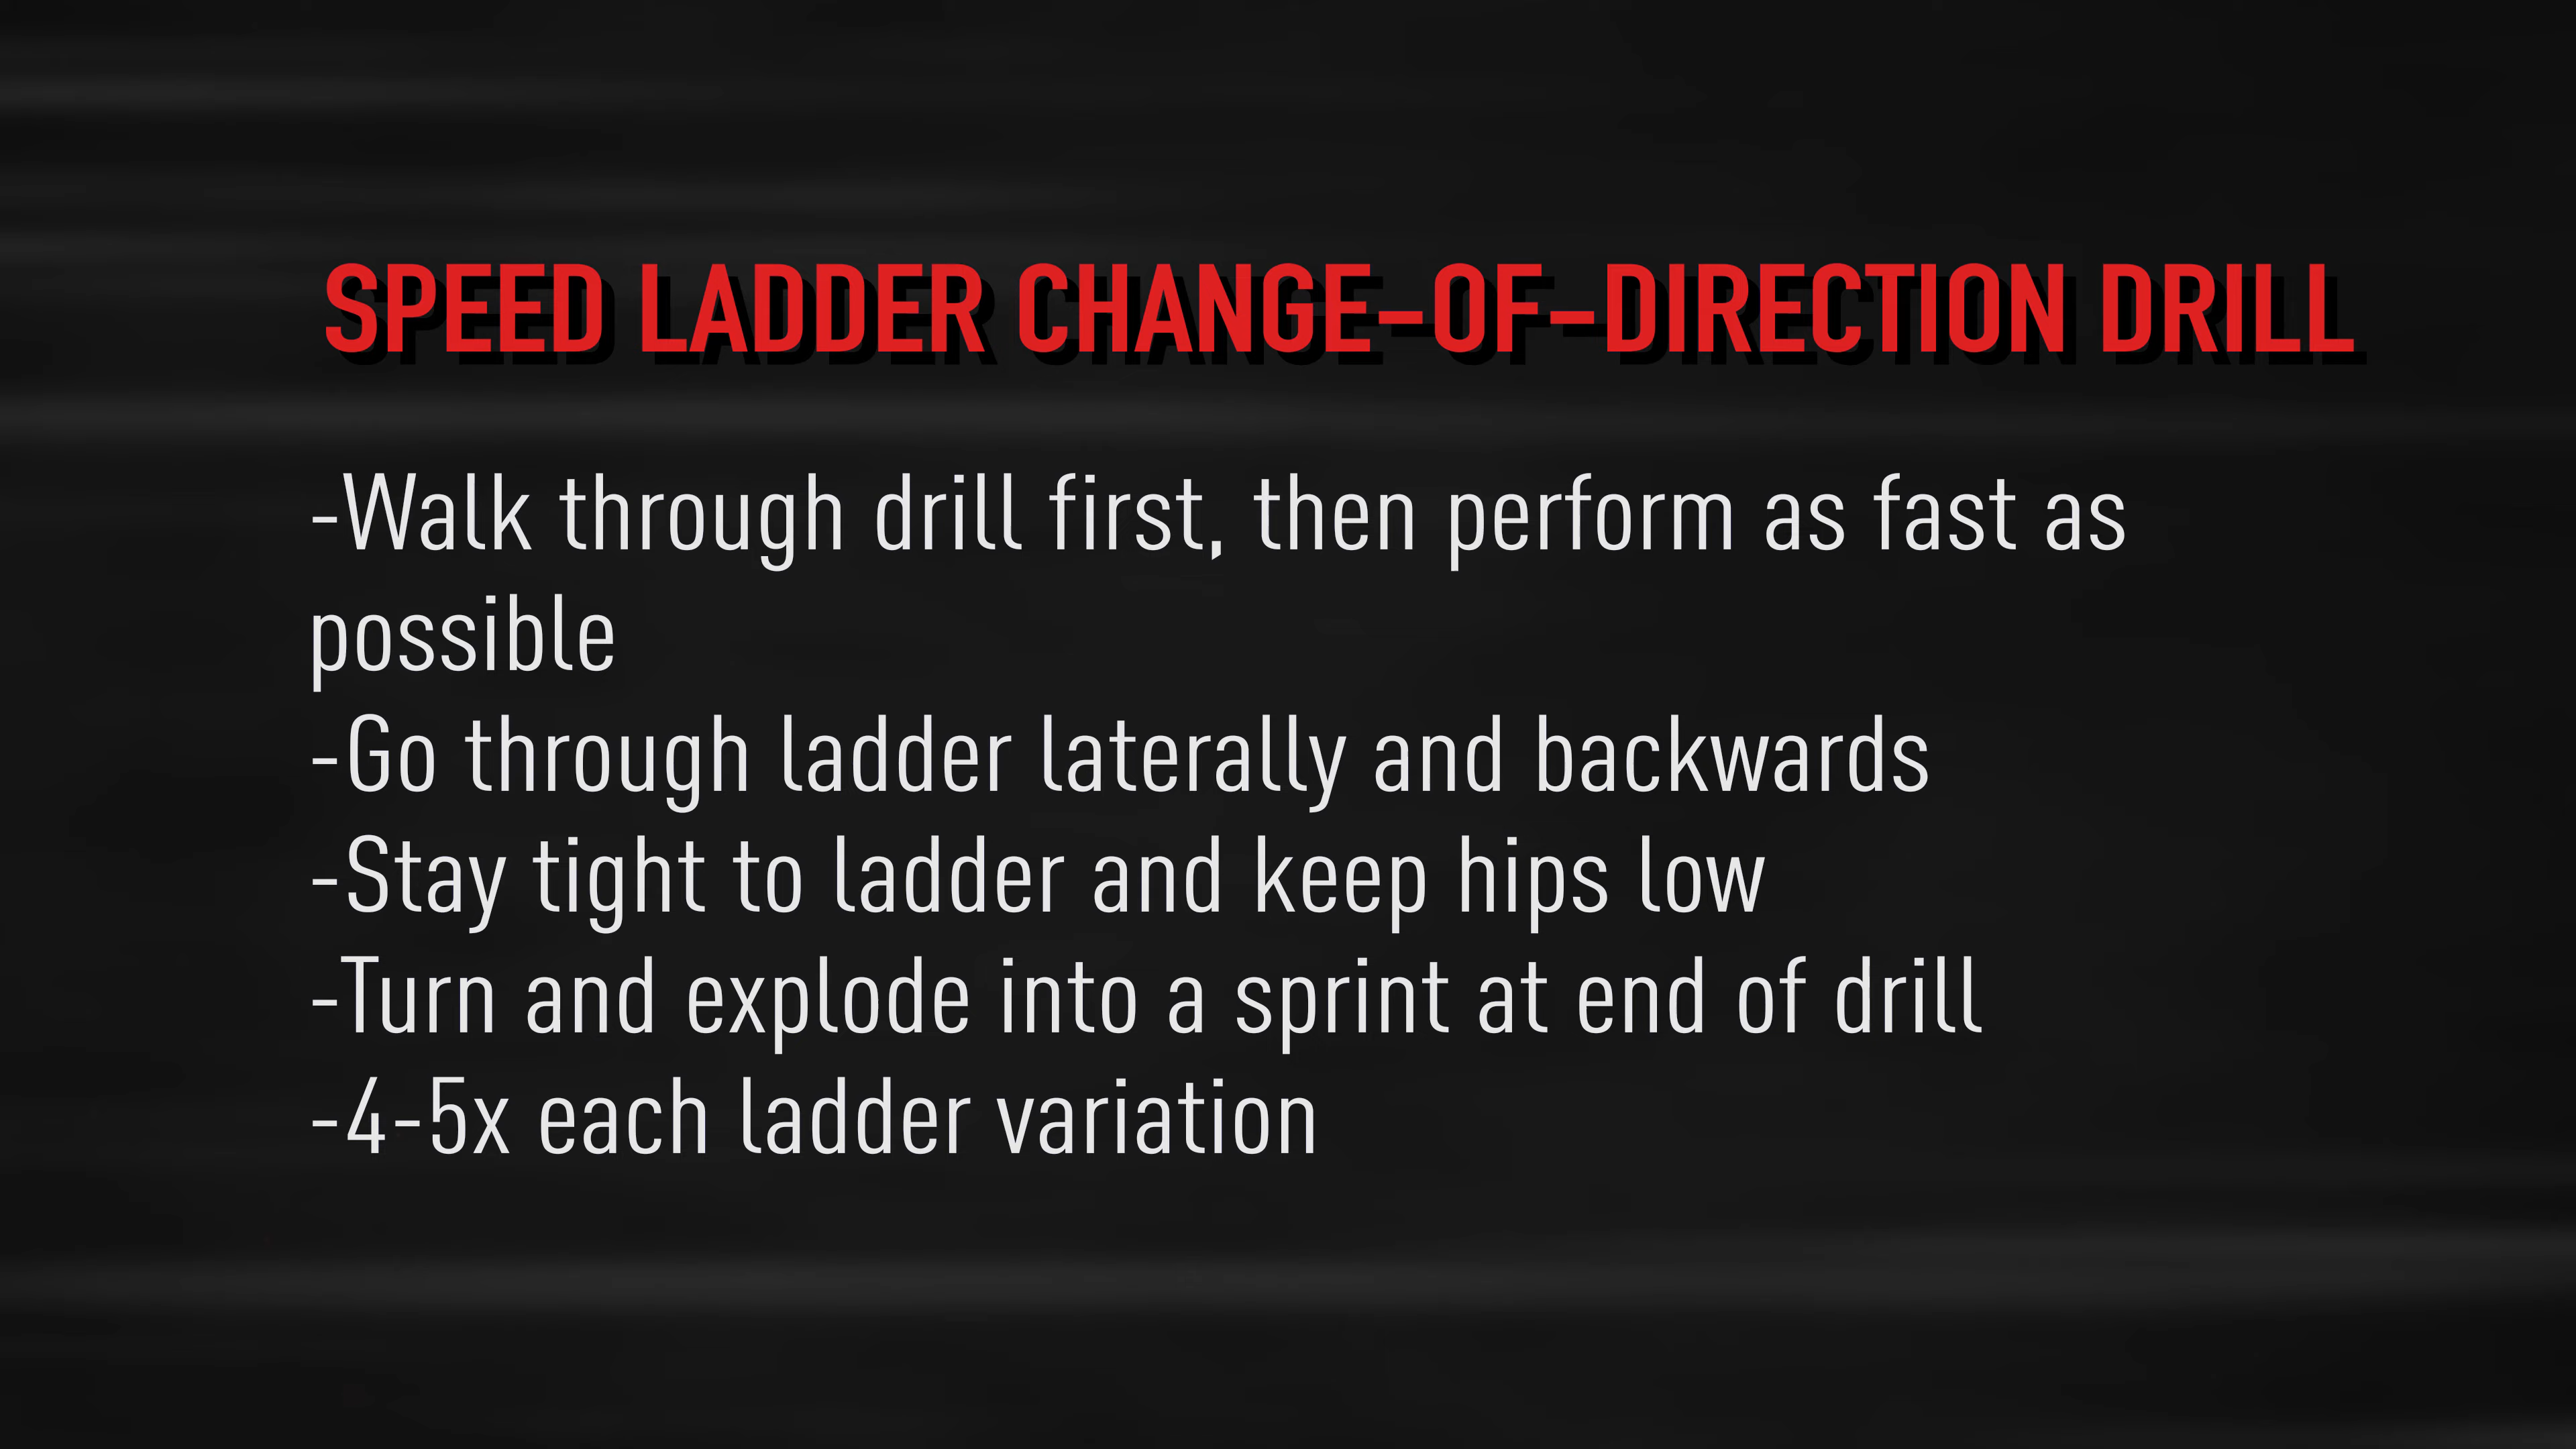 SPEED LADDER CHANGE-OF-DIRECTION DRILL
-Walk through drill first, then perform as fast as
possible
-Go through ladder laterally and backwards
-Stay tight to ladder and keep hips low
-Turn and explode into a sprint at end of drill
-4-5x each ladder variation